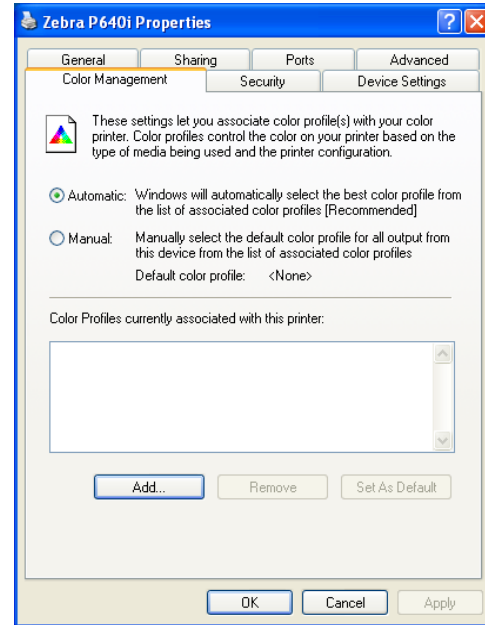 Zebra P640i Properties
General Sharing Ports Advanced
Color Management Security Device Settings
These settings let you associate color profile(s) with your color
printer. Color profiles control the color on your printer based on the
type of media being used and the printer configuration.
Automatic: Windows will automatically select the best color profile from
the list of associated color profiles [Recommended]
Manual: Manually select the default color profile for all output from
this device from the list of associated color profiles
Default color profile: <None>
Color Profiles currently associated with this printer:
Add... Remove Set As Default
OK Cancel Apply